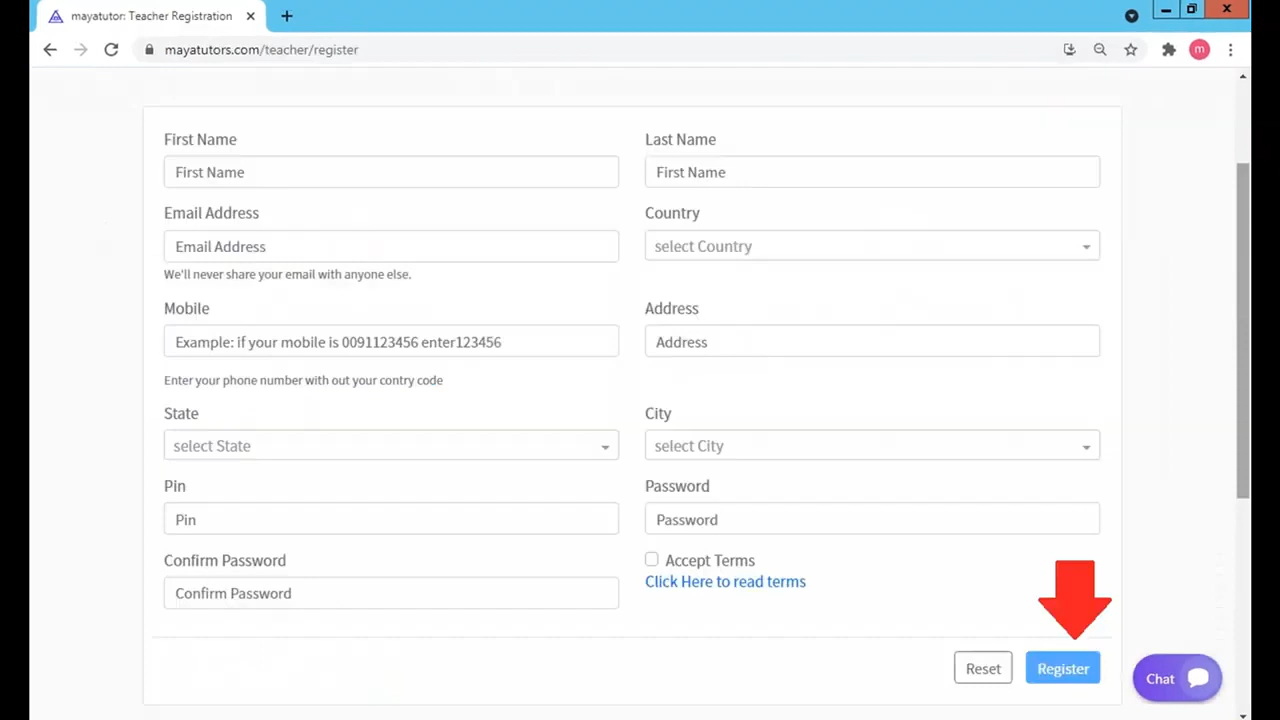 mayatutor: Teacher Registration
mayatutors.com/teacher/register
m
First Name
Last Name
First Name
First Name
Email Address
Country
Email Address
select Country
We'll never share your email with anyone else.
Mobile
Address
Example: if your mobile is 0091123456 enter123456
Address
Enter your phone number with out your contry code
State
City
select State
select City
Pin
Password
Pin
Password
Confirm Password
Accept Terms
Click Here to read terms
Confirm Password
Reset
Register
Chat